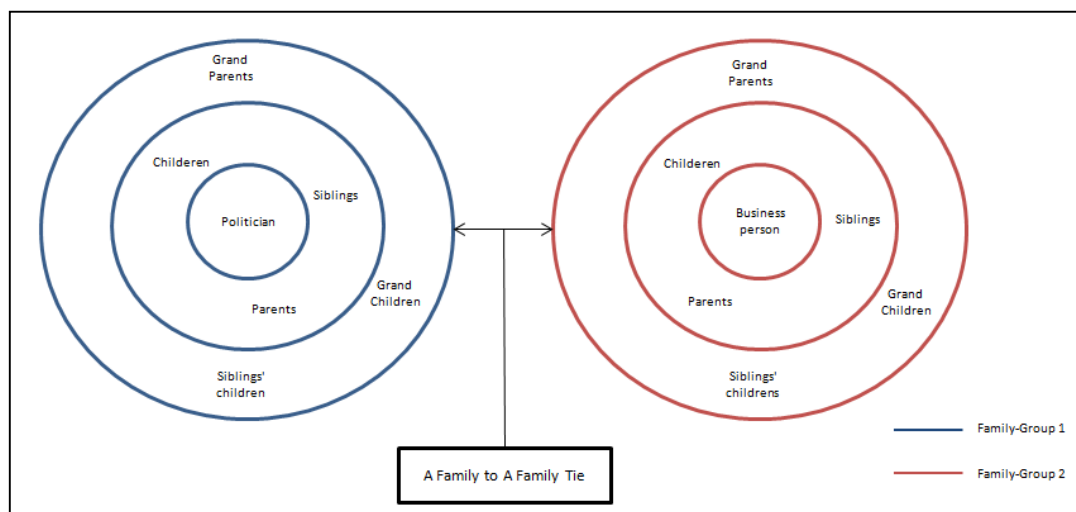 Grand
Parents
Childeren
Siblings
Politician
Grand
Children
Parents
Siblings'
children
Grand
Parents
Childeren
Business
person
Siblings
Grand
Children
Parents
Siblings'
childrens
A Family to A Family Tie
Family-Group 1
Family-Group 2